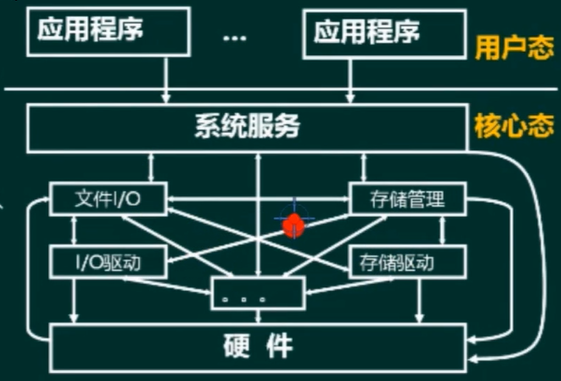 应用程序 ... 应用程序
用户态
系统服务
核心态
文件I/O
存储管理
I/O驱动
存储驱动
。。。
硬 件